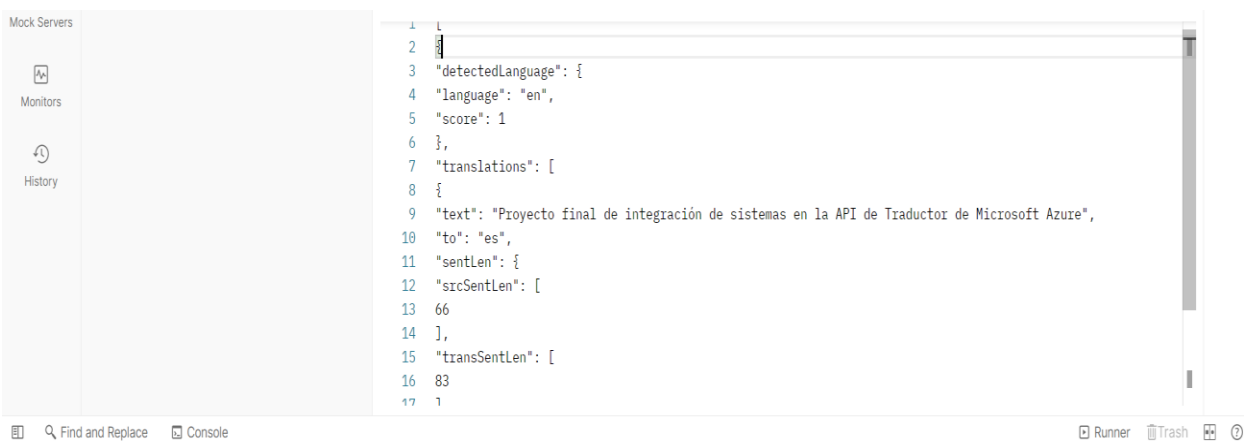 Mock Servers
Monitors
History
1 [
2 {
3 "detectedLanguage": {
4 "language": "en",
5 "score": 1
6 },
7 "translations": [
8 {
9 "text": "Proyecto final de integración de sistemas en la API de Traductor de Microsoft Azure",
10 "to": "es",
11 "sentLen": {
12 "srcSentLen": [
13 66
14 ],
15 "transSentLen": [
16 83
17 ]
Find and Replace Console Runner Trash